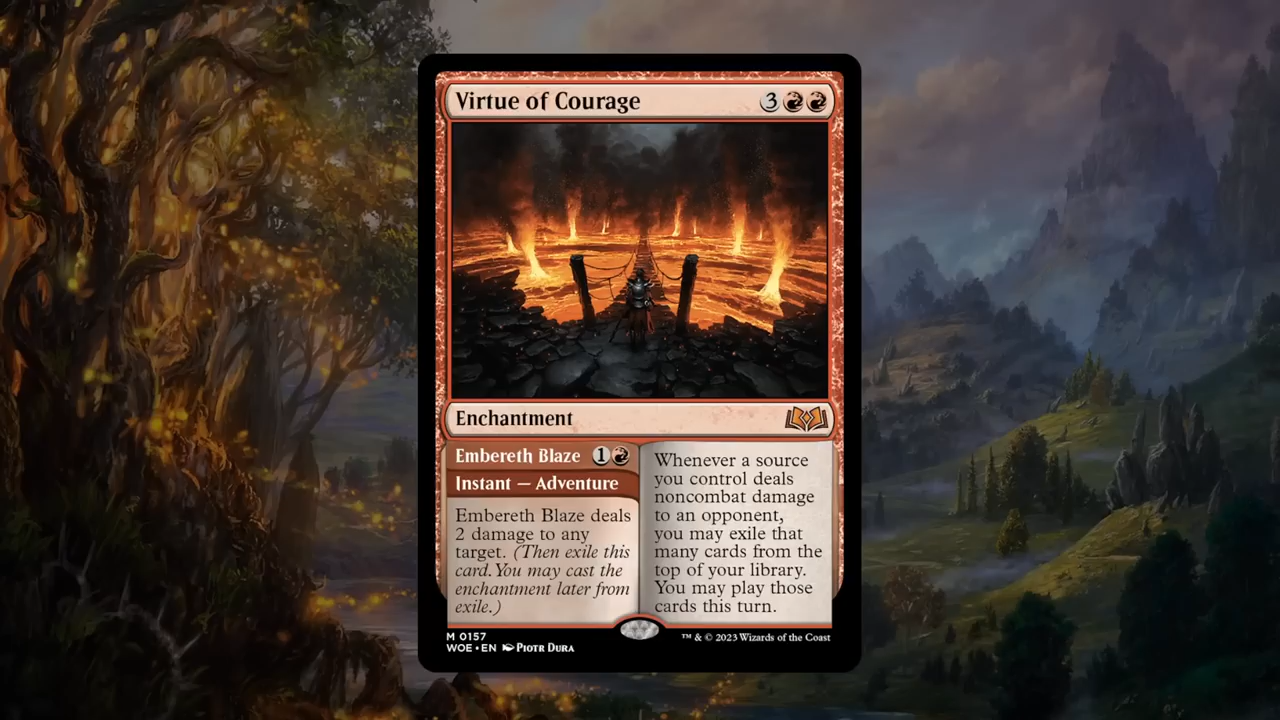 Virtue of Courage 3
Enchantment
Embereth Blaze 1
Instant — Adventure
Embereth Blaze deals
2 damage to any
target. (Then exile this
card. You may cast the
enchantment later from
exile.)
Whenever a source
you control deals
noncombat damage
to an opponent,
you may exile that
many cards from the
top of your library.
You may play those
cards this turn.
M 0157
WOE • EN Piotr Dura
™ & © 2023 Wizards of the Coast